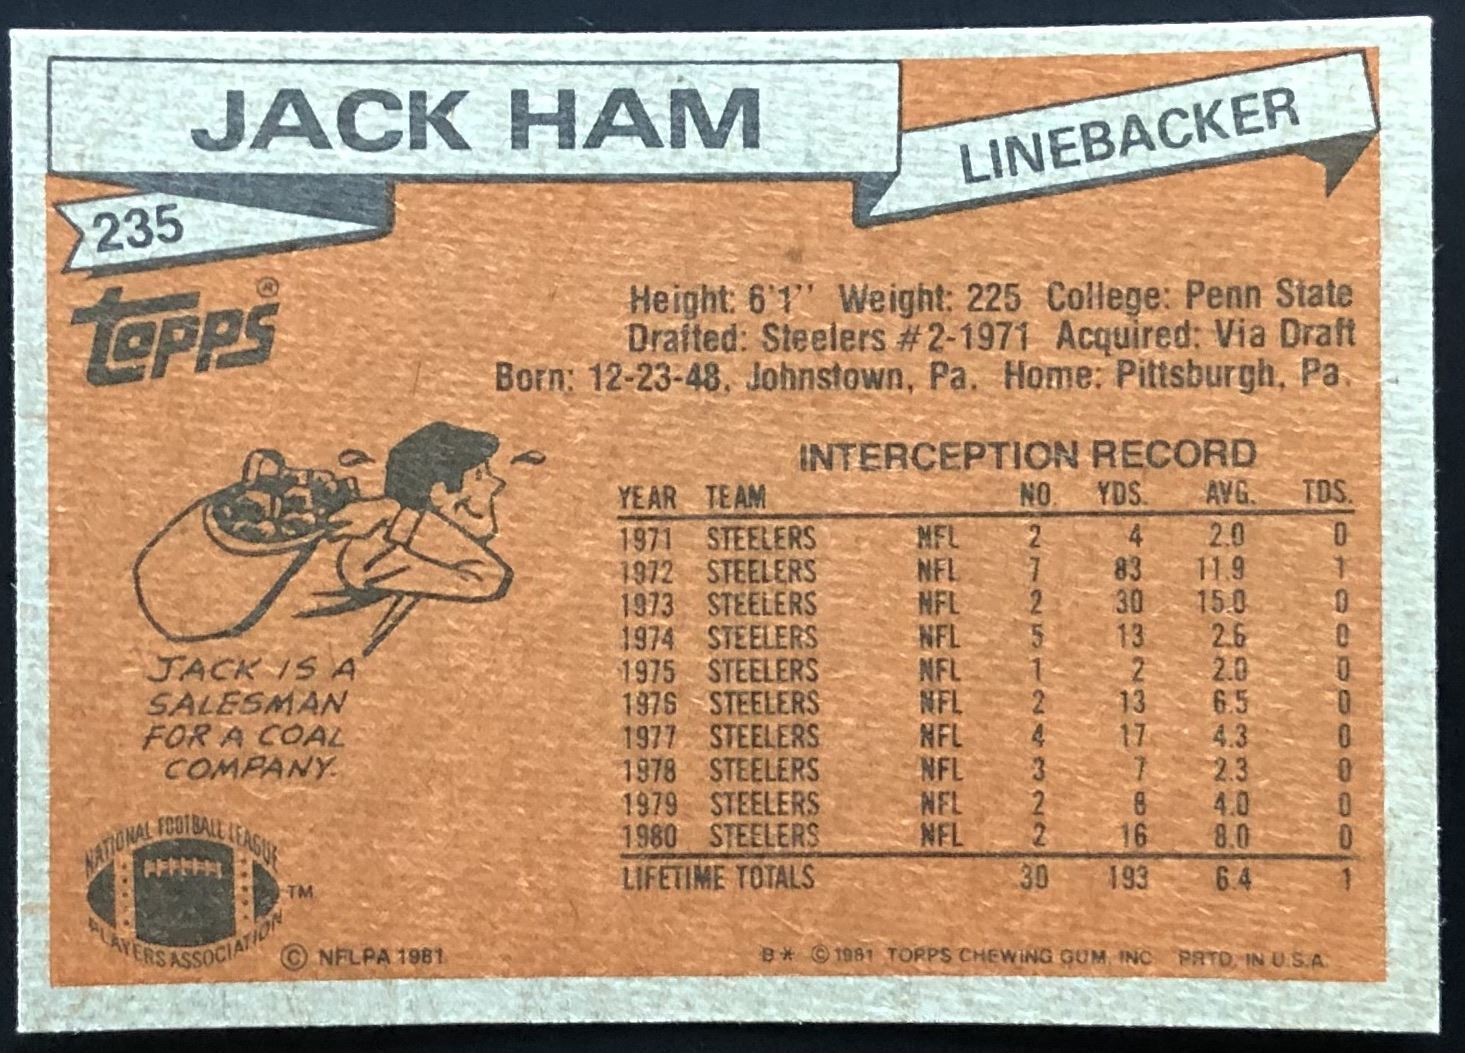 JACK HAM
LINEBACKER
235
TOPPS®
Height: 6'1'' Weight: 225 College: Penn State
Drafted: Steelers #2-1971 Acquired: Via Draft
Born: 12-23-48, Johnstown, Pa. Home: Pittsburgh, Pa.
INTERCEPTION RECORD
YEAR TEAM NO. YDS. AVG. TDS.
1971 STEELERS NFL 2 4 2.0 0
1972 STEELERS NFL 7 83 11.9 1
1973 STEELERS NFL 2 30 15.0 0
1974 STEELERS NFL 5 13 2.6 0
1975 STEELERS NFL 1 2 2.0 0
1976 STEELERS NFL 2 13 6.5 0
1977 STEELERS NFL 4 17 4.3 0
1978 STEELERS NFL 3 7 2.3 0
1979 STEELERS NFL 2 8 4.0 0
1980 STEELERS NFL 2 16 8.0 0
LIFETIME TOTALS 30 193 6.4 1
JACK IS A
SALESMAN
FOR A COAL
COMPANY.
NATIONAL FOOTBALL LEAGUE
PLAYERS ASSOCIATION
TM
© NFLPA 1981
B* © 1981 TOPPS CHEWING GUM, INC. PRTD. IN U.S.A.